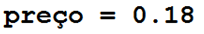 preço = 0.18